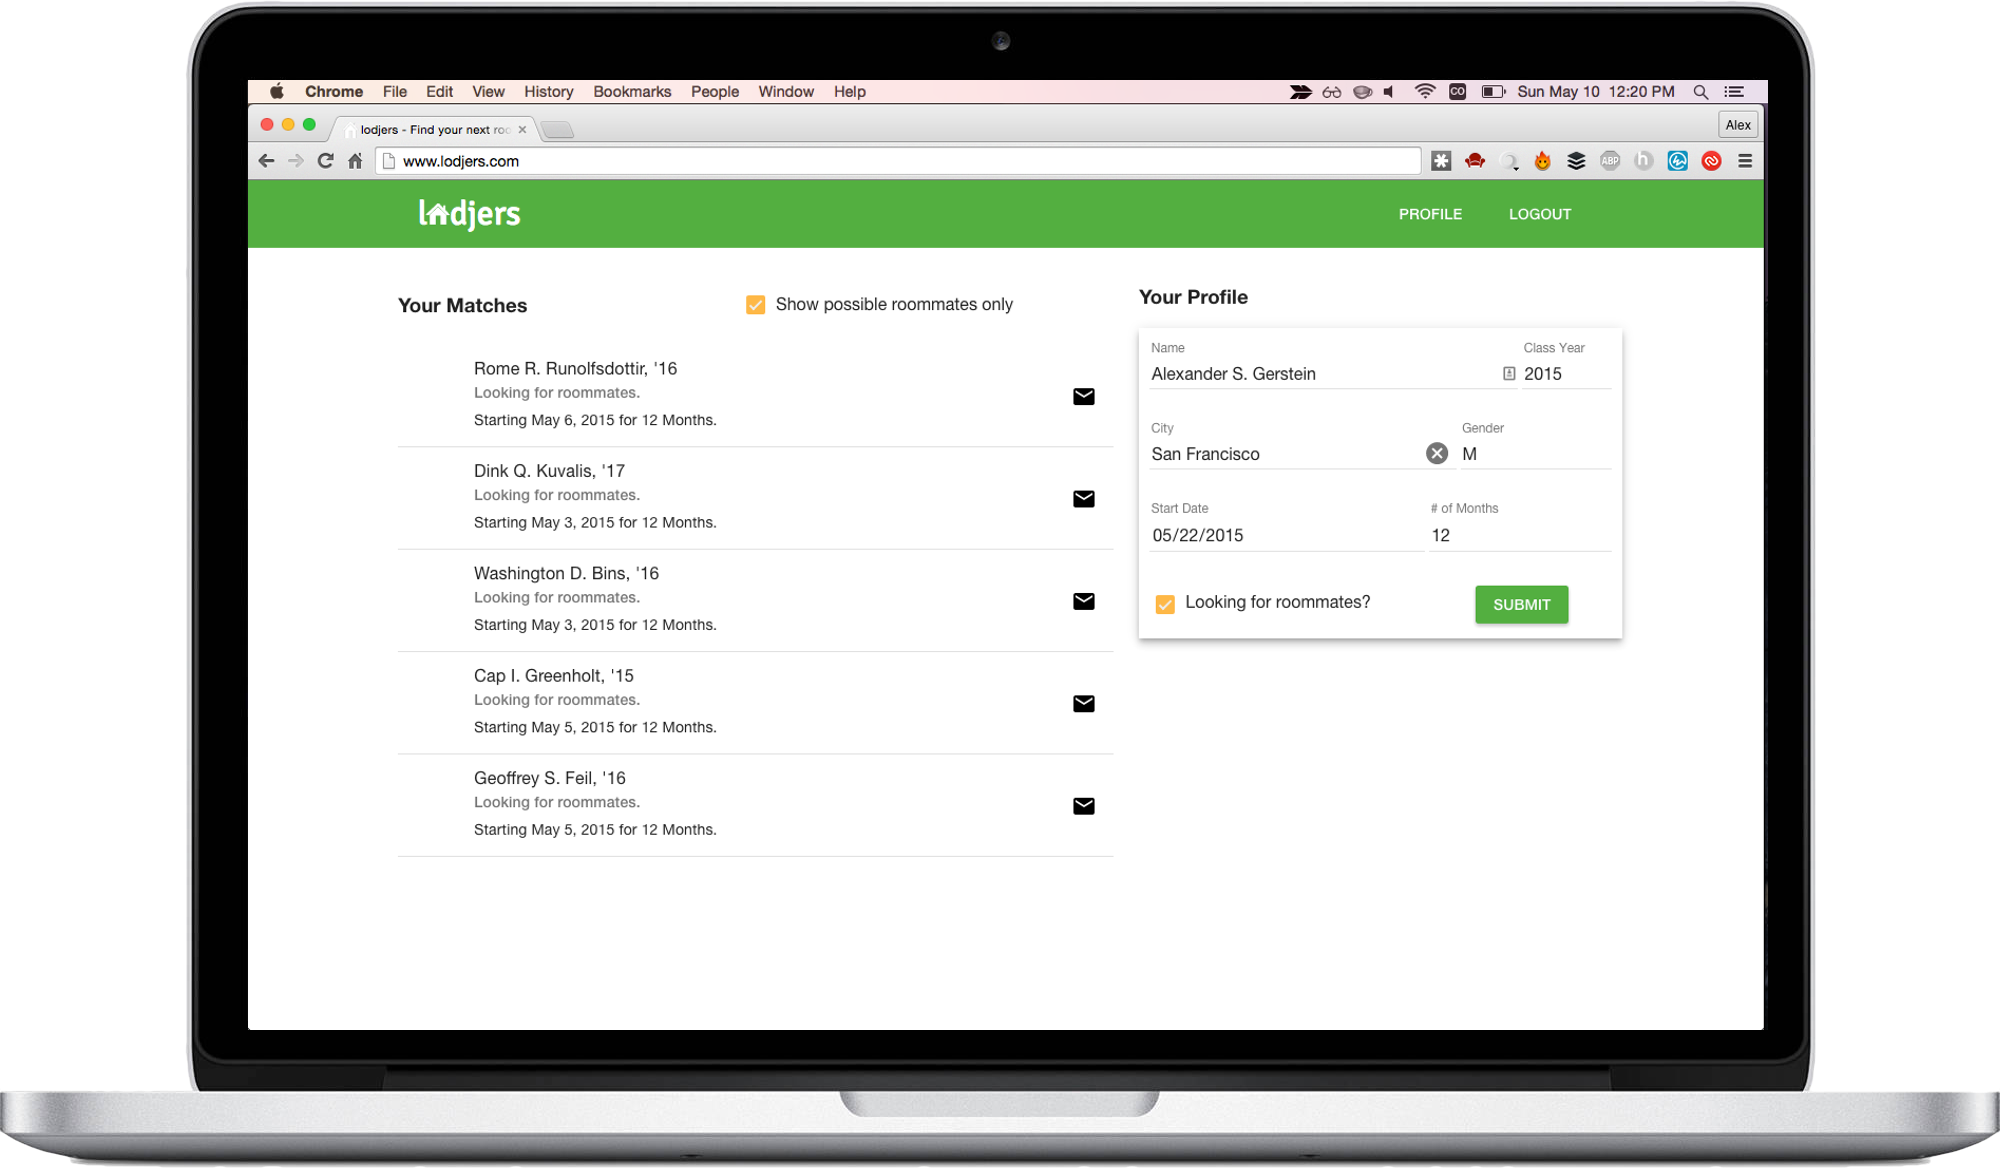 Chrome File Edit View History Bookmarks People Window Help CO Sun May 10 12:20 PM
lodjers - Find your next roo Alex
www.lodjers.com ABP h
lodjers PROFILE LOGOUT
Your Matches
Show possible roommates only
Rome R. Runolfsdottir, '16
Looking for roommates.
Starting May 6, 2015 for 12 Months.
Dink Q. Kuvalis, '17
Looking for roommates.
Starting May 3, 2015 for 12 Months.
Washington D. Bins, '16
Looking for roommates.
Starting May 3, 2015 for 12 Months.
Cap I. Greenholt, '15
Looking for roommates.
Starting May 5, 2015 for 12 Months.
Geoffrey S. Feil, '16
Looking for roommates.
Starting May 5, 2015 for 12 Months.
Your Profile
Name Class Year
Alexander S. Gerstein 2015
City Gender
San Francisco M
Start Date # of Months
05/22/2015 12
Looking for roommates? SUBMIT